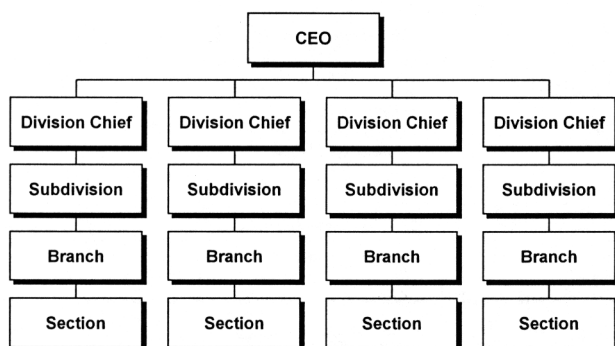 CEO
Division Chief Division Chief Division Chief Division Chief
Subdivision Subdivision Subdivision Subdivision
Branch Branch Branch Branch
Section Section Section Section